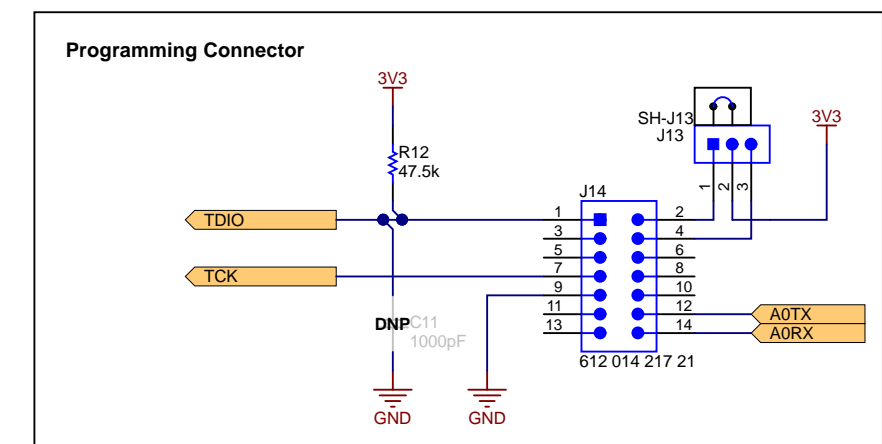 Programming Connector
3V3
R12
47.5k
SH-J13
J13
3V3
1
2
3
J14
TDIO
1
2
3
4
5
6
TCK
7
8
9
10
11
12
A0TX
13
14
A0RX
DNP
C11
1000pF
612 014 217 21
GND
GND